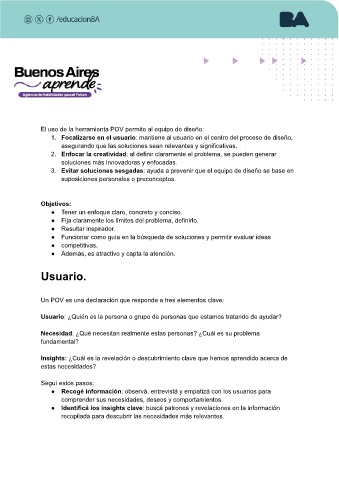 /educacionBA
BA
Buenos Aires
aprende
Agencia de Habilidades para el Futuro
El uso de la herramienta POV permite al equipo de diseño:
1. Focalizarse en el usuario: mantiene al usuario en el centro del proceso de diseño,
asegurando que las soluciones sean relevantes y significativas.
2. Enfocar la creatividad: al definir claramente el problema, se pueden generar
soluciones más innovadoras y enfocadas.
3. Evitar soluciones sesgadas: ayuda a prevenir que el equipo de diseño se base en
suposiciones personales o preconceptos.
Objetivos:
● Tener un enfoque claro, concreto y conciso.
● Fija claramente los límites del problema, definirlo.
● Resultar inspirador.
● Funcionar como guía en la búsqueda de soluciones y permitir evaluar ideas
● competitivas.
● Además, es atractivo y capta la atención.
Usuario.
Un POV es una declaración que responde a tres elementos clave:
Usuario: ¿Quién es la persona o grupo de personas que estamos tratando de ayudar?
Necesidad: ¿Qué necesitan realmente estas personas? ¿Cuál es su problema
fundamental?
Insights: ¿Cuál es la revelación o descubrimiento clave que hemos aprendido acerca de
estas necesidades?
Seguí estos pasos:
● Recogé información: observá, entrevistá y empatizá con los usuarios para
comprender sus necesidades, deseos y comportamientos.
● Identificá los insights clave: buscá patrones y revelaciones en la información
recopilada para descubrir las necesidades más relevantes.